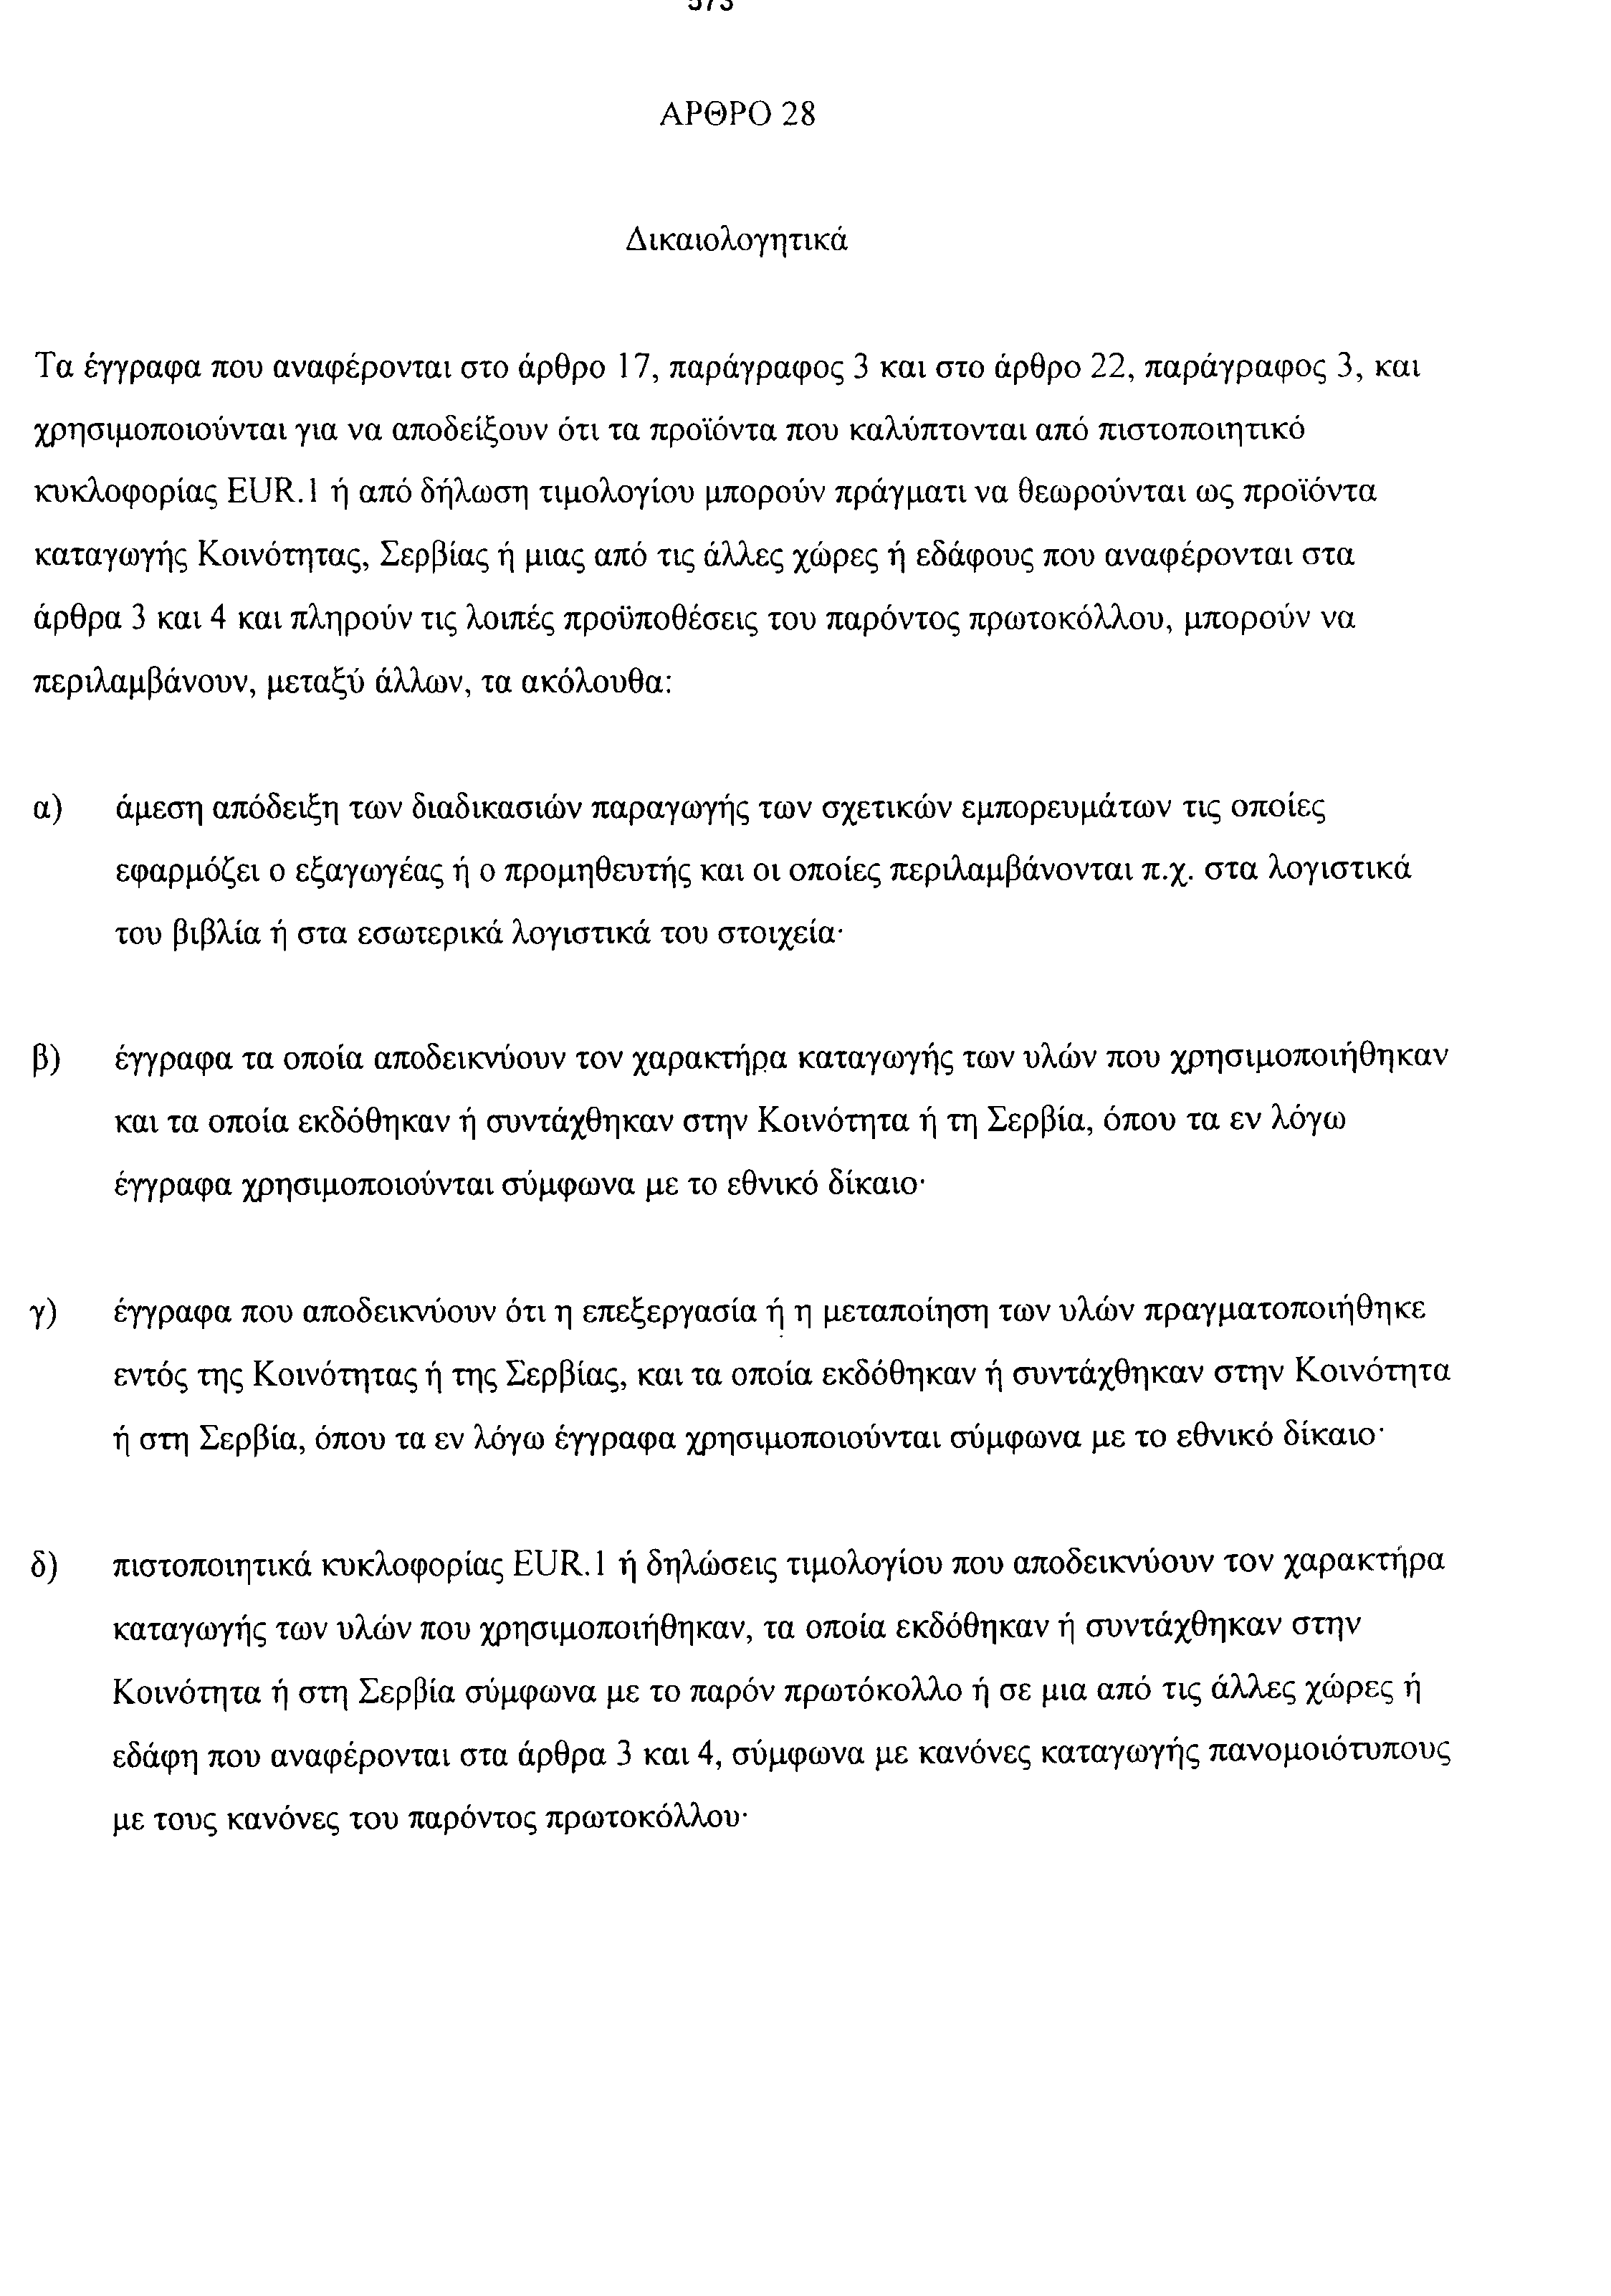 573
ΑΡΘΡΟ 28
Δικαιολογητικά
Τα έγγραφα που αναφέρονται στο άρθρο 17, παράγραφος 3 και στο άρθρο 22, παράγραφος 3, και
χρησιμοποιούνται για να αποδείξουν ότι τα προϊόντα που καλύπτονται από πιστοποιητικό
κυκλοφορίας EUR.1 ή από δήλωση τιμολογίου μπορούν πράγματι να θεωρούνται ως προϊόντα
καταγωγής Κοινότητας, Σερβίας ή μιας από τις άλλες χώρες ή εδάφους που αναφέρονται στα
άρθρα 3 και 4 και πληρούν τις λοιπές προϋποθέσεις του παρόντος πρωτοκόλλου, μπορούν να
περιλαμβάνουν, μεταξύ άλλων, τα ακόλουθα:
α) άμεση απόδειξη των διαδικασιών παραγωγής των σχετικών εμπορευμάτων τις οποίες
εφαρμόζει ο εξαγωγέας ή ο προμηθευτής και οι οποίες περιλαμβάνονται π.χ. στα λογιστικά
του βιβλία ή στα εσωτερικά λογιστικά του στοιχεία·
β) έγγραφα τα οποία αποδεικνύουν τον χαρακτήρα καταγωγής των υλών που χρησιμοποιήθηκαν
και τα οποία εκδόθηκαν ή συντάχθηκαν στην Κοινότητα ή τη Σερβία, όπου τα εν λόγω
έγγραφα χρησιμοποιούνται σύμφωνα με το εθνικό δίκαιο·
γ) έγγραφα που αποδεικνύουν ότι η επεξεργασία ή η μεταποίηση των υλών πραγματοποιήθηκε
εντός της Κοινότητας ή της Σερβίας, και τα οποία εκδόθηκαν ή συντάχθηκαν στην Κοινότητα
ή στη Σερβία, όπου τα εν λόγω έγγραφα χρησιμοποιούνται σύμφωνα με το εθνικό δίκαιο·
δ) πιστοποιητικά κυκλοφορίας EUR.1 ή δηλώσεις τιμολογίου που αποδεικνύουν τον χαρακτήρα
καταγωγής των υλών που χρησιμοποιήθηκαν, τα οποία εκδόθηκαν ή συντάχθηκαν στην
Κοινότητα ή στη Σερβία σύμφωνα με το παρόν πρωτόκολλο ή σε μια από τις άλλες χώρες ή
εδάφη που αναφέρονται στα άρθρα 3 και 4, σύμφωνα με κανόνες καταγωγής πανομοιότυπους
με τους κανόνες του παρόντος πρωτοκόλλου·